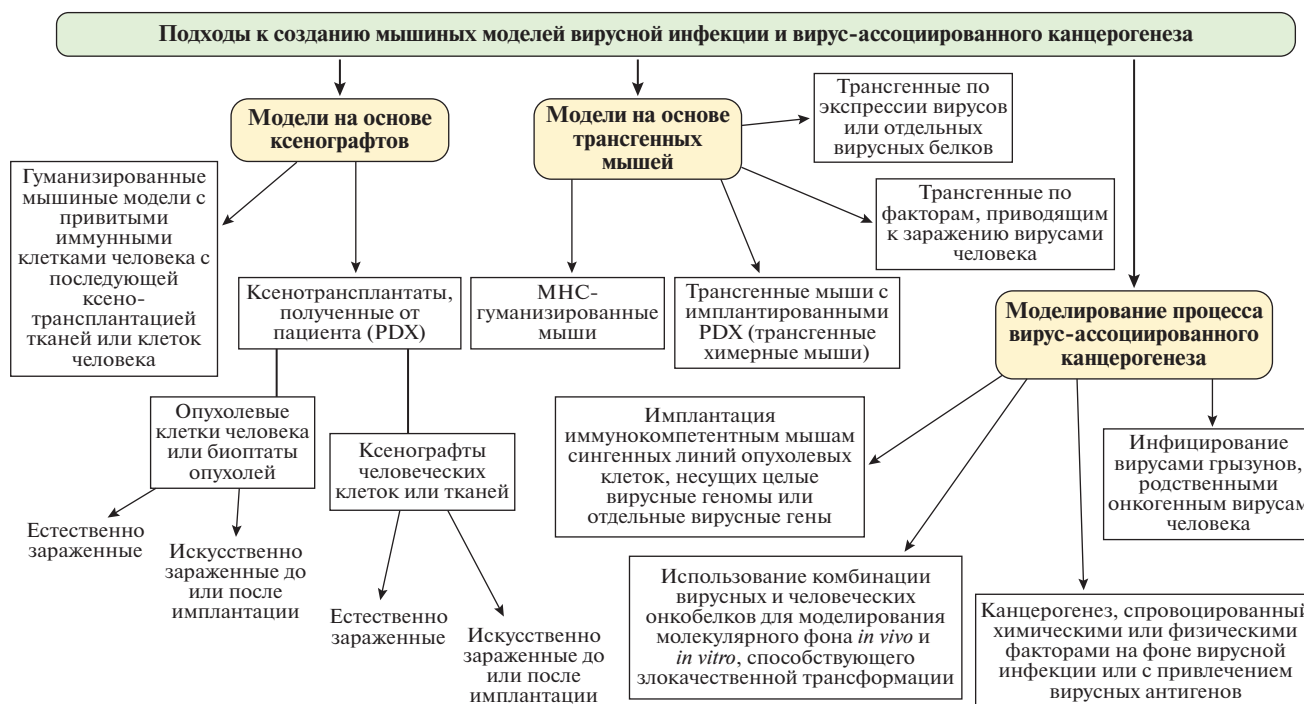 Подходы к созданию мышиных моделей вирусной инфекции и вирус-ассоциированного канцерогенеза
Модели на основе
ксенографтов
Гуманизированные
мышиные модели с
привитыми
иммунными
клетками человека с
последующей
ксено-
трансплантацией
тканей или клеток
человека
Ксенотрансплантаты,
полученные от
пациента (PDX)
Опухолевые
клетки человека
или биоптаты
опухолей
Естественно
зараженные
Искусственно
зараженные до
или после
имплантации
Ксенографты
человеческих
клеток или тканей
Естественно
зараженные
Искусственно
зараженные до
или после
имплантации
Модели на основе
трансгенных
мышей
Трансгенные по
экспрессии вирусов
или отдельных
вирусных белков
Трансгенные по
факторам, приводящим
к заражению вирусами
человека
МНС-
гуманизированные
мыши
Трансгенные мыши с
имплантированными
PDX (трансгенные
химерные мыши)
Моделирование процесса
вирус-ассоциированного
канцерогенеза
Имплантация
иммунокомпетентным мышам
сингенных линий опухолевых
клеток, несущих целые
вирусные геномы или
отдельные вирусные гены
Использование комбинации
вирусных и человеческих
онкобелков для моделирования
молекулярного фона in vivo и
in vitro, способствующего
злокачественной трансформации
Канцерогенез, спровоцированный
химическими или физическими
факторами на фоне вирусной
инфекции или с привлечением
вирусных антигенов
Инфицирование
вирусами грызунов,
родственными
онкогенным вирусам
человека